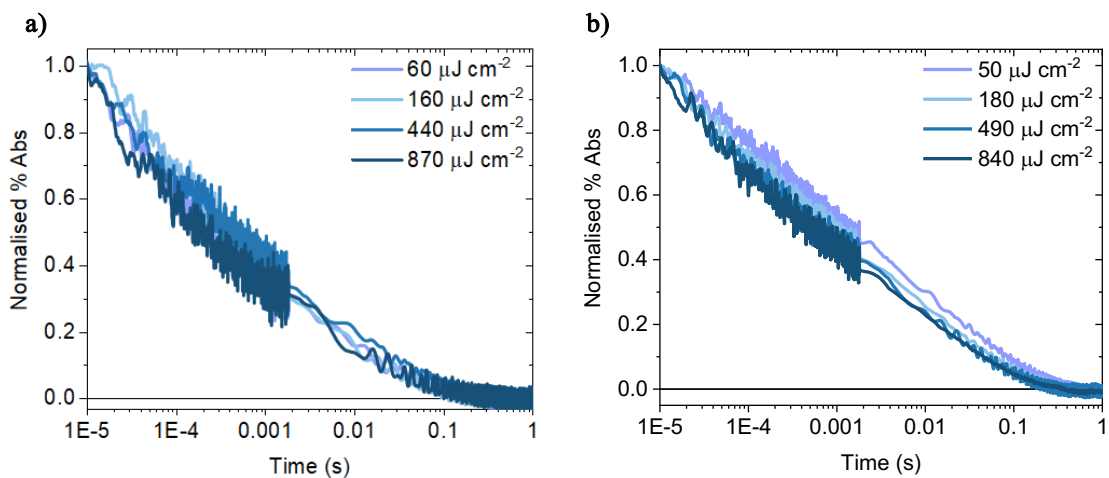 a)
Normalised % Abs
1.0
0.8
0.6
0.4
0.2
0.0
60 μJ cm⁻²
160 μJ cm⁻²
440 μJ cm⁻²
870 μJ cm⁻²
1E-5 1E-4 0.001 0.01 0.1 1
Time (s)
b)
Normalised % Abs
1.0
0.8
0.6
0.4
0.2
0.0
50 μJ cm⁻²
180 μJ cm⁻²
490 μJ cm⁻²
840 μJ cm⁻²
1E-5 1E-4 0.001 0.01 0.1 1
Time (s)